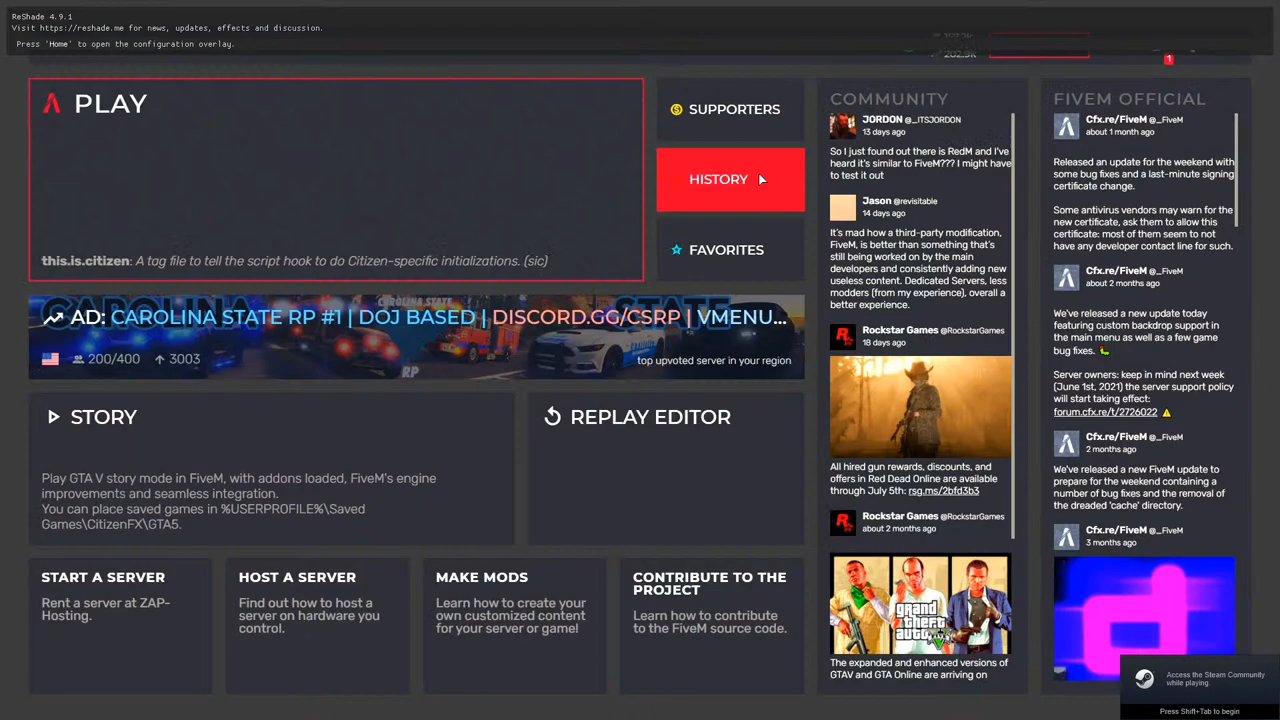 ReShade 4.9.1
Visit https://reshade.me for news, updates, effects and discussion.
Press 'Home' to open the configuration overlay.
202.9k
1
PLAY
this.is.citizen: A tag file to tell the script hook to do Citizen-specific initializations. (sic)
SUPPORTERS
HISTORY
FAVORITES
AD: CAROLINA STATE RP #1 | DOJ BASED | DISCORD.GG/CSRP | VMENU...
200/400
3003
top upvoted server in your region
CAROLINA
CAROLINA STATE
STATE
RP
STORY
Play GTA V story mode in FiveM, with addons loaded, FiveM's engine
improvements and seamless integration.
You can place saved games in %USERPROFILE%\Saved
Games\CitizenFX\GTA5.
REPLAY EDITOR
START A SERVER
Rent a server at ZAP-
Hosting.
HOST A SERVER
Find out how to host a
server on hardware you
control.
MAKE MODS
Learn how to create your
own customized content
for your server or game!
CONTRIBUTE TO THE
PROJECT
Learn how to contribute
to the FiveM source code.
COMMUNITY
JORDON @_ITSJORDON
13 days ago
So I just found out there is RedM and I've
heard it's similar to FiveM??? I might have
to test it out
Jason @revisitable
14 days ago
It's mad how a third-party modification,
FiveM, is better than something that's
still being worked on by the main
developers and consistently adding new
useless content. Dedicated Servers, less
modders (from my experience), overall a
better experience.
Rockstar Games @RockstarGames
18 days ago
All hired gun rewards, discounts, and
offers in Red Dead Online are available
through July 5th: rsg.ms/2bfd3b3
Rockstar Games @RockstarGames
about 2 months ago
grand
theft
auto
V
The expanded and enhanced versions of
GTAV and GTA Online are arriving on
FIVEM OFFICIAL
Cfx.re/FiveM @_FiveM
about 1 month ago
Released an update for the weekend with
some bug fixes and a last-minute signing
certificate change.
Some antivirus vendors may warn for the
new certificate, ask them to allow this
certificate: most of them seem to not
have any developer contact line for such.
Cfx.re/FiveM @_FiveM
about 2 months ago
We've released a new update today
featuring custom backdrop support in
the main menu as well as a few game
bug fixes.
Server owners: keep in mind next week
(June 1st, 2021) the server support policy
will start taking effect:
forum.cfx.re/t/2726022
Cfx.re/FiveM @_FiveM
2 months ago
We've released a new FiveM update to
prepare for the weekend containing a
number of bug fixes and the removal of
the dreaded 'cache' directory.
Cfx.re/FiveM @_FiveM
3 months ago
Access the Steam Community
while playing.
Press Shift+Tab to begin